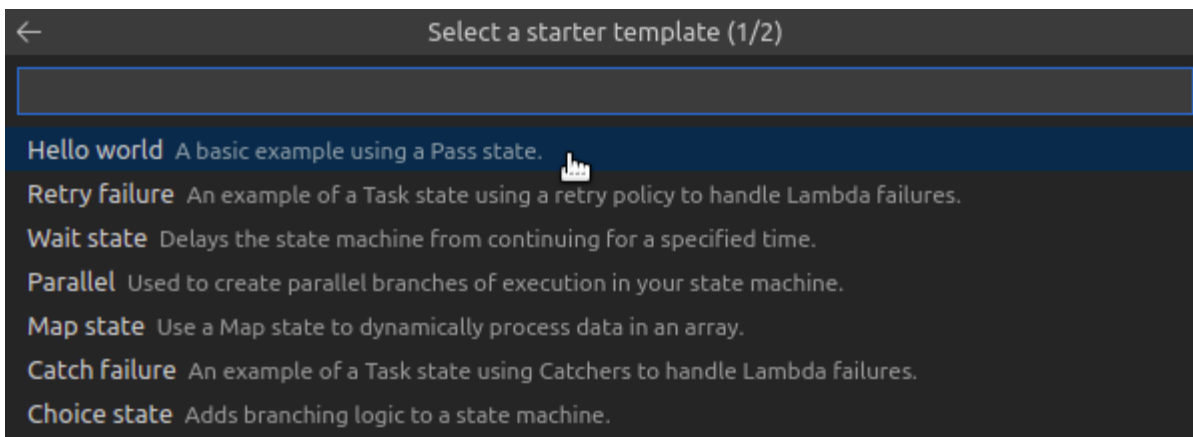 Select a starter template (1/2)
Hello world A basic example using a Pass state.
Retry failure An example of a Task state using a retry policy to handle Lambda failures.
Wait state Delays the state machine from continuing for a specified time.
Parallel Used to create parallel branches of execution in your state machine.
Map state Use a Map state to dynamically process data in an array.
Catch failure An example of a Task state using Catchers to handle Lambda failures.
Choice state Adds branching logic to a state machine.